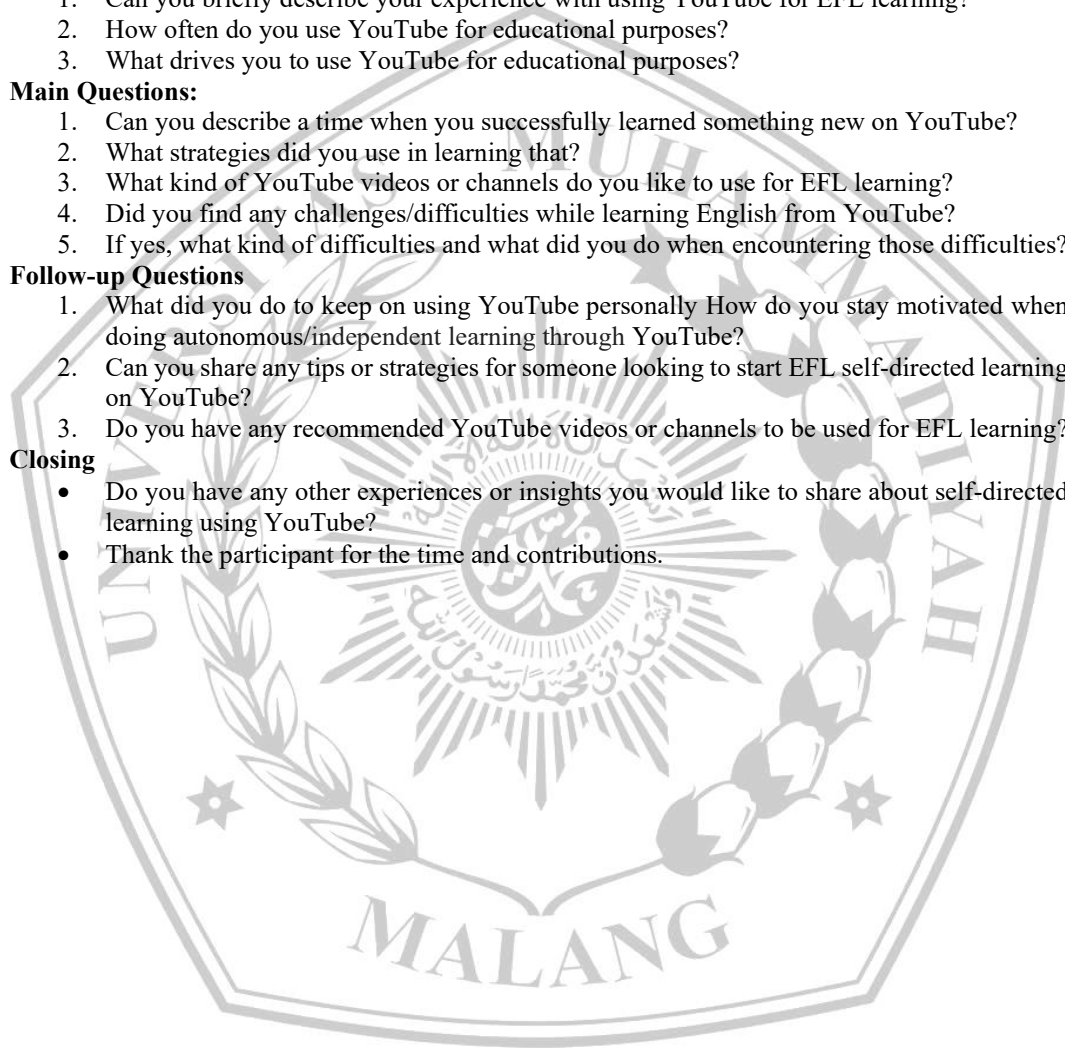 1. Can you briefly describe your experience with using YouTube for EFL learning?
2. How often do you use YouTube for educational purposes?
3. What drives you to use YouTube for educational purposes?
Main Questions:
1. Can you describe a time when you successfully learned something new on YouTube?
2. What strategies did you use in learning that?
3. What kind of YouTube videos or channels do you like to use for EFL learning?
4. Did you find any challenges/difficulties while learning English from YouTube?
5. If yes, what kind of difficulties and what did you do when encountering those difficulties?
Follow-up Questions
1. What did you do to keep on using YouTube personally How do you stay motivated when
doing autonomous/independent learning through YouTube?
2. Can you share any tips or strategies for someone looking to start EFL self-directed learning
on YouTube?
3. Do you have any recommended YouTube videos or channels to be used for EFL learning?
Closing
• Do you have any other experiences or insights you would like to share about self-directed
learning using YouTube?
• Thank the participant for the time and contributions.
UNIVERSITAS MUHAMMADIYAH
MALANG